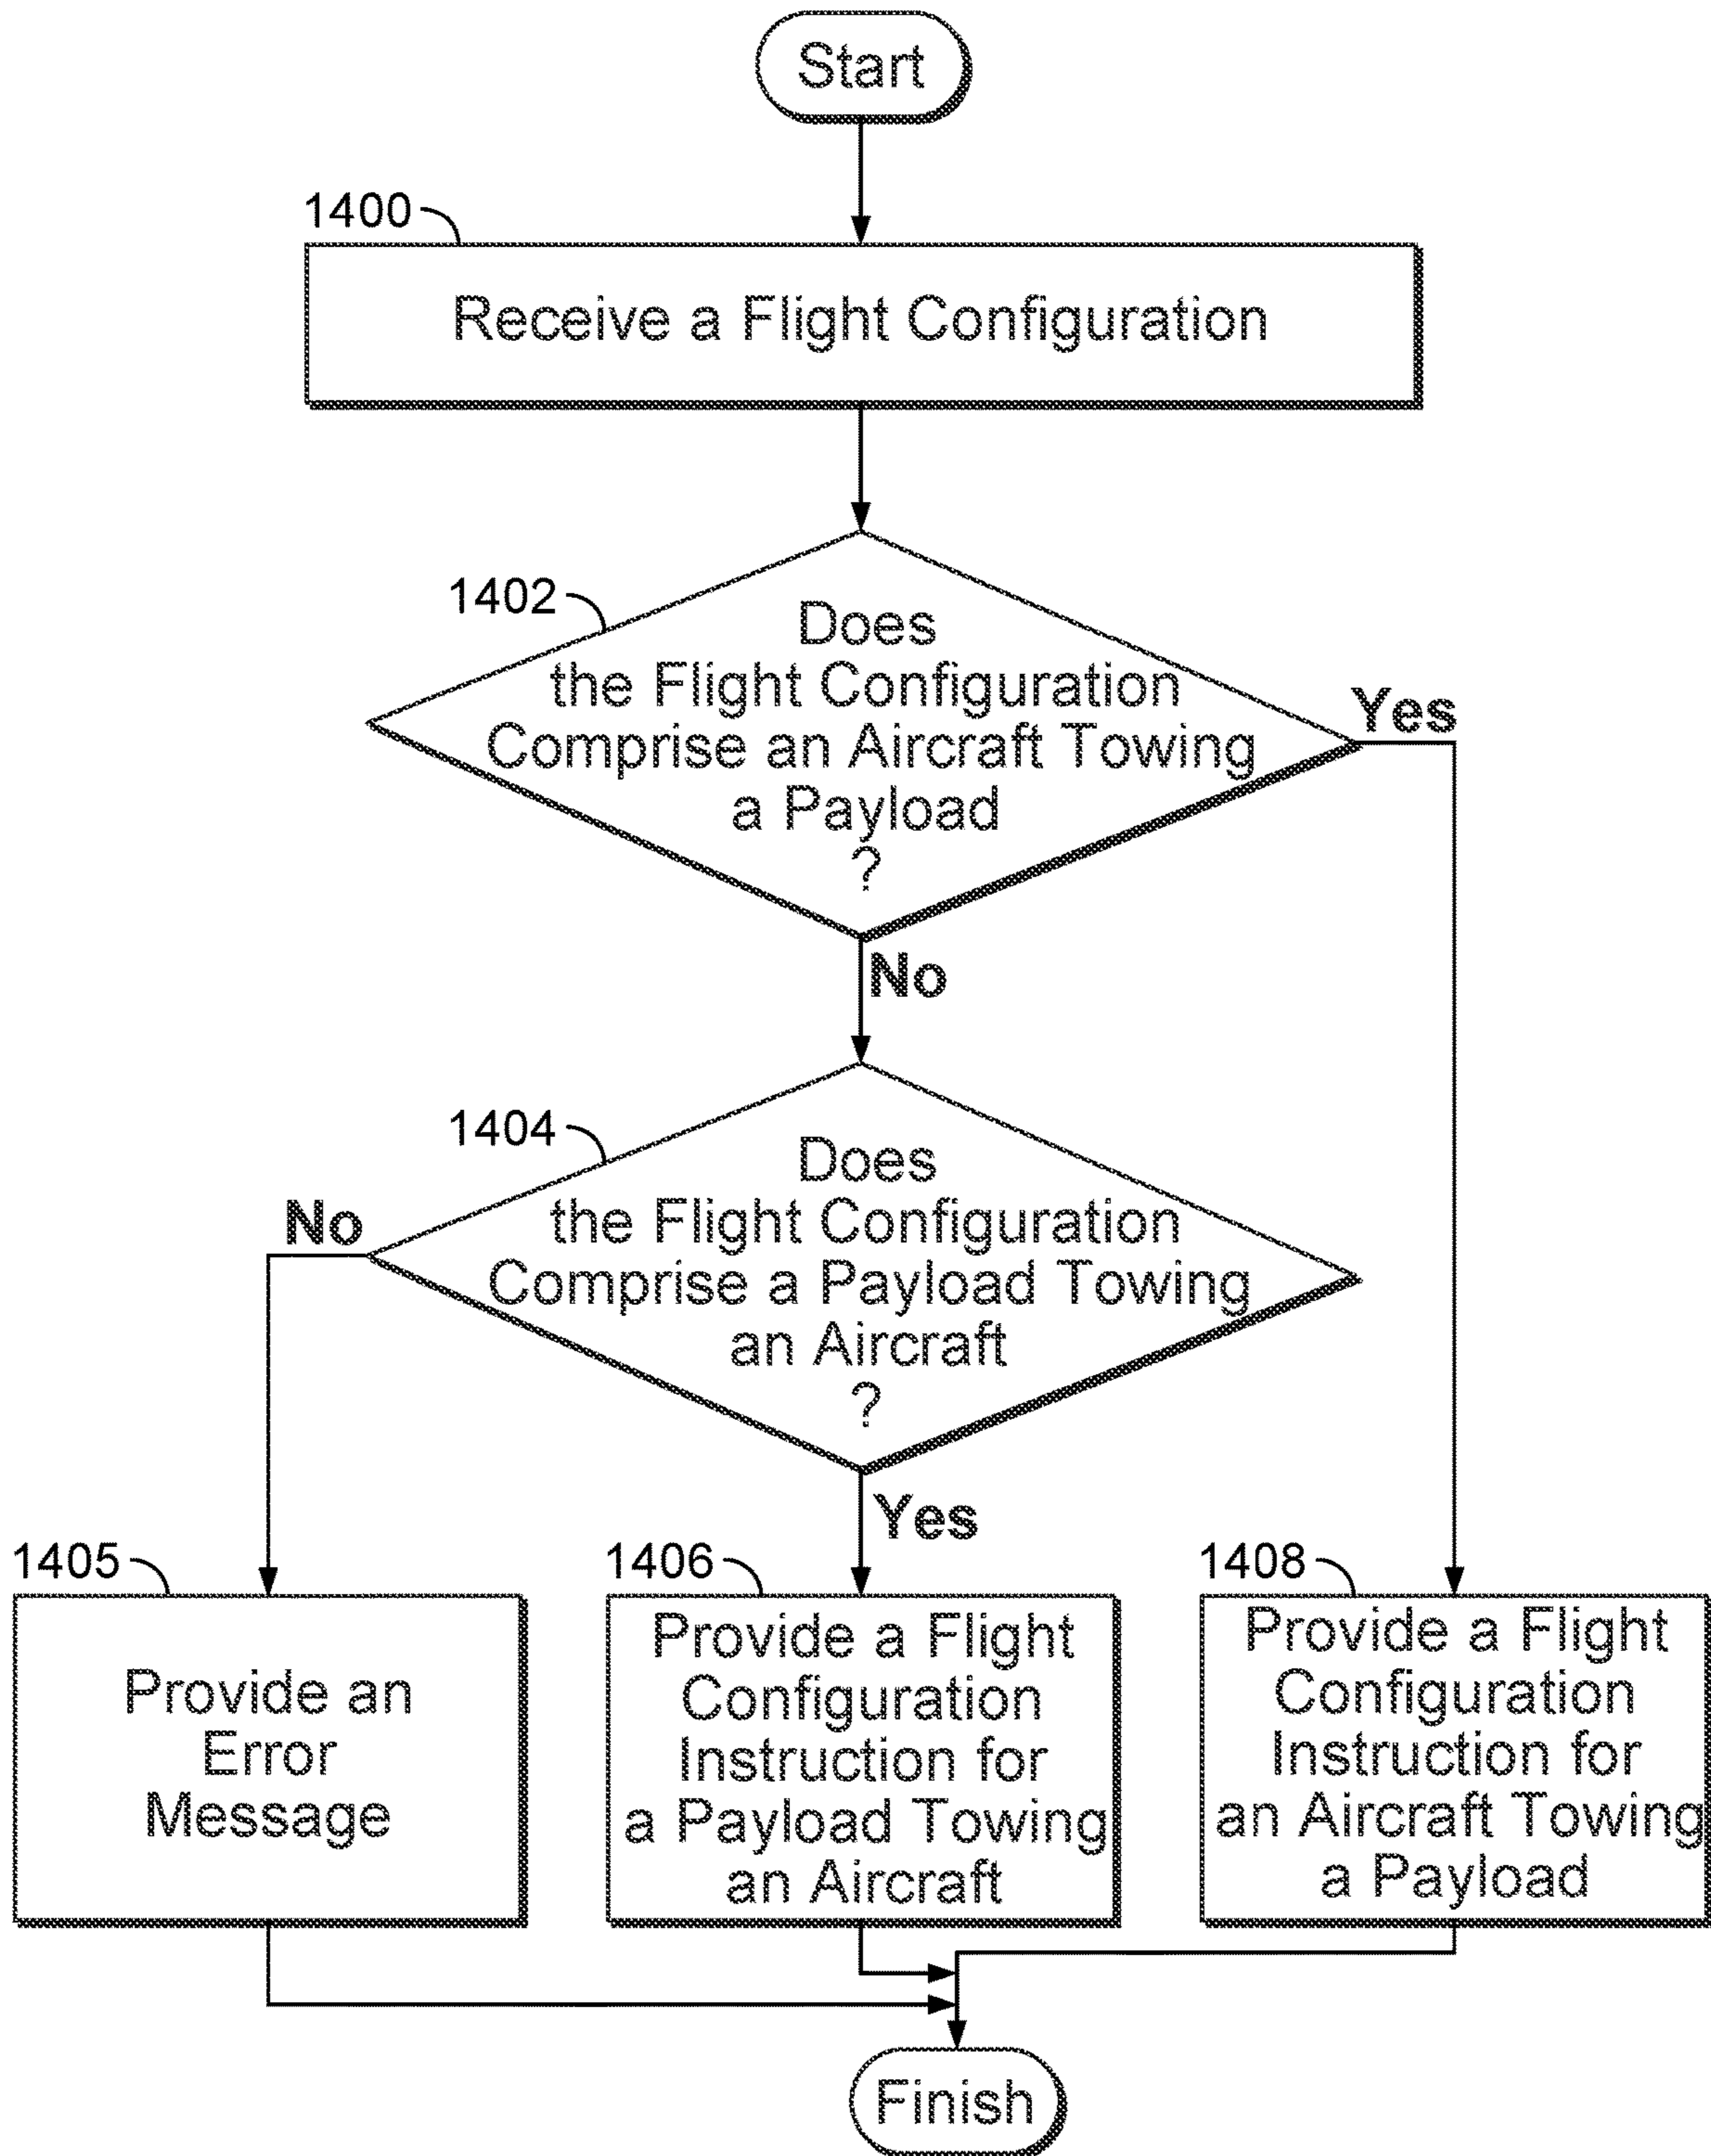 Start
1400
Receive a Flight Configuration
1402
Does
the Flight Configuration
Comprise an Aircraft Towing
a Payload
?
Yes
No
1404
Does
the Flight Configuration
Comprise a Payload Towing
an Aircraft
?
No
Yes
1405
Provide an
Error
Message
1406
Provide a Flight
Configuration
Instruction for
a Payload Towing
an Aircraft
1408
Provide a Flight
Configuration
Instruction for
an Aircraft Towing
a Payload
Finish